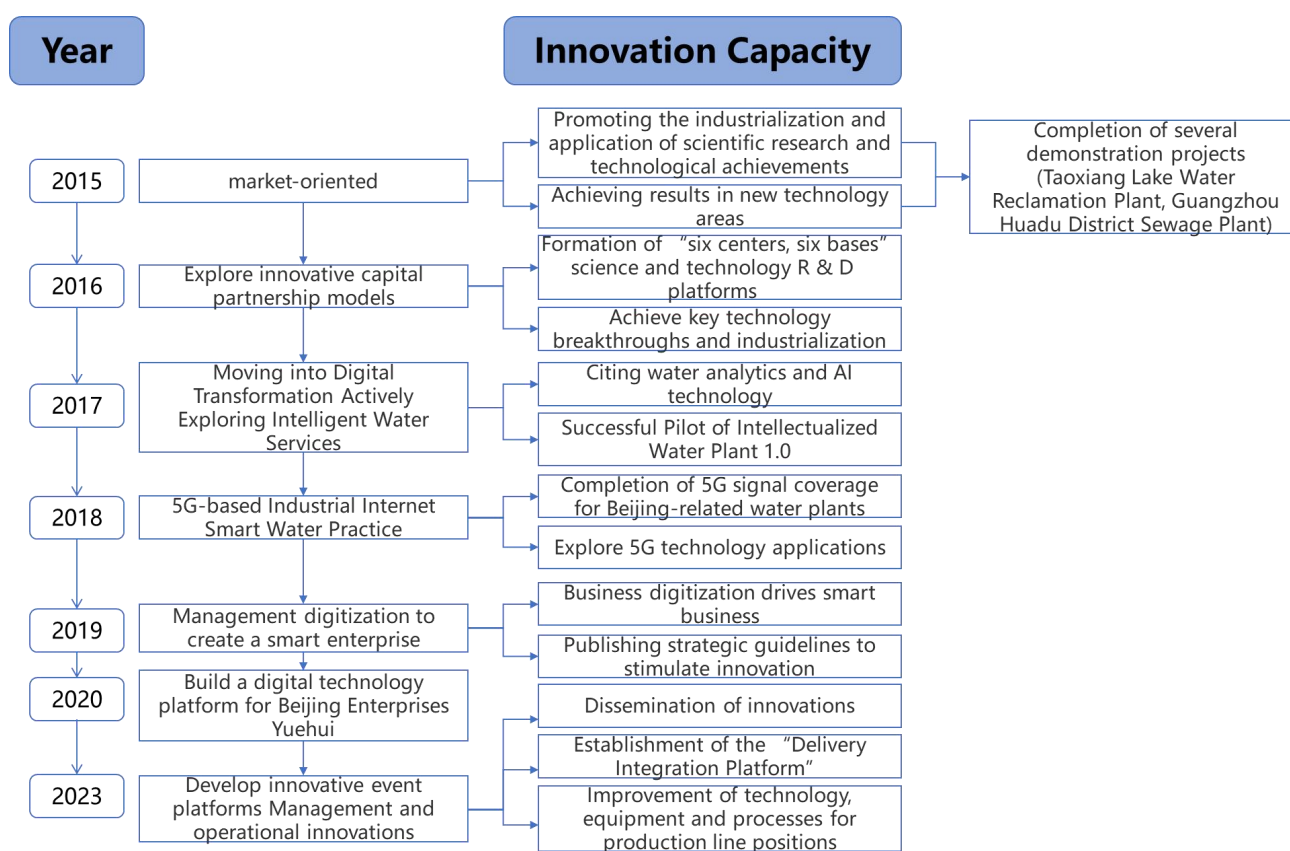 Year
Innovation Capacity
2015
market-oriented
Promoting the industrialization and
application of scientific research and
technological achievements
Achieving results in new technology
areas
Completion of several
demonstration projects
(Taoxiang Lake Water
Reclamation Plant, Guangzhou
Huadu District Sewage Plant)
2016
Explore innovative capital
partnership models
Formation of “six centers, six bases”
science and technology R & D
platforms
Achieve key technology
breakthroughs and industrialization
2017
Moving into Digital
Transformation Actively
Exploring Intelligent Water
Services
Citing water analytics and AI
technology
Successful Pilot of Intellectualized
Water Plant 1.0
2018
5G-based Industrial Internet
Smart Water Practice
Completion of 5G signal coverage
for Beijing-related water plants
Explore 5G technology applications
2019
Management digitization to
create a smart enterprise
Business digitization drives smart
business
Publishing strategic guidelines to
stimulate innovation
2020
Build a digital technology
platform for Beijing Enterprises
Yuehui
Dissemination of innovations
Establishment of the “Delivery
Integration Platform”
2023
Develop innovative event
platforms Management and
operational innovations
Improvement of technology,
equipment and processes for
production line positions